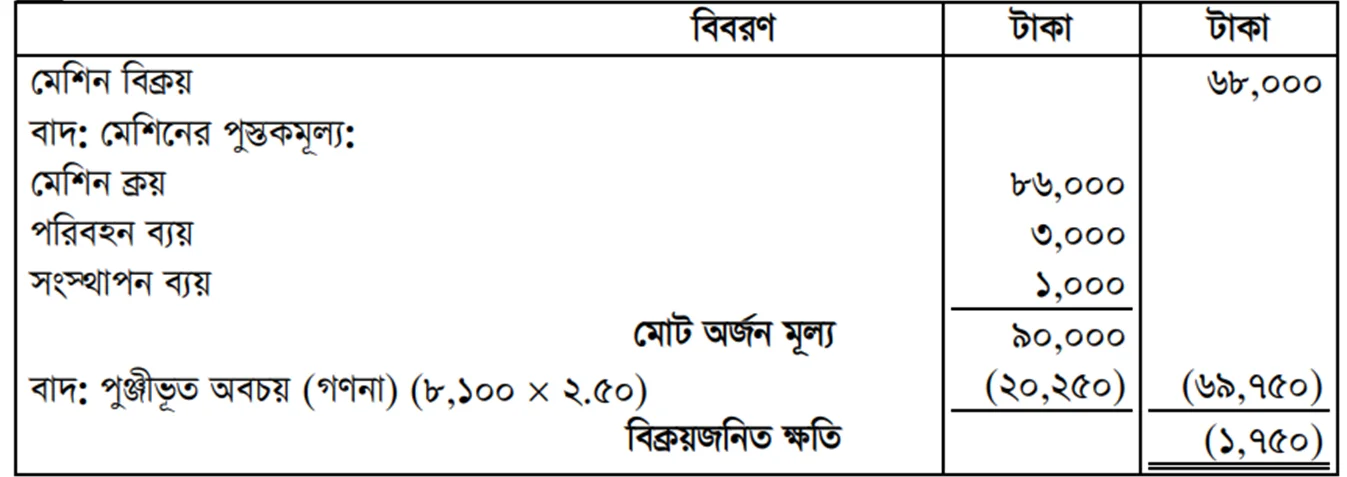 বিবরণ টাকা টাকা
মেশিন বিক্রয় ৬৮,০০০
বাদ: মেশিনের পুস্তকমূল্য:
মেশিন ক্রয় ৮৬,০০০
পরিবহন ব্যয় ৩,০০০
সংস্থাপন ব্যয় ১,০০০
মোট অর্জন মূল্য ৯০,০০০
বাদ: পুঞ্জীভূত অবচয় (গণনা) (৮,১০০ × ২.৫০) (২০,২৫০) (৬৯,৭৫০)
বিক্রয়জনিত ক্ষতি (১,৭৫০)